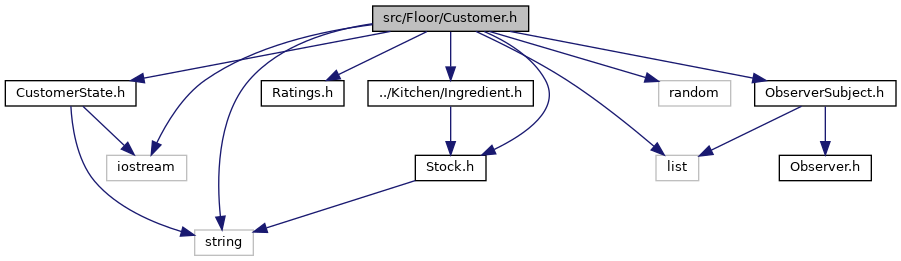 src/Floor/Customer.h
CustomerState.h
Ratings.h
../Kitchen/Ingredient.h
random
ObserverSubject.h
iostream
Stock.h
list
Observer.h
string